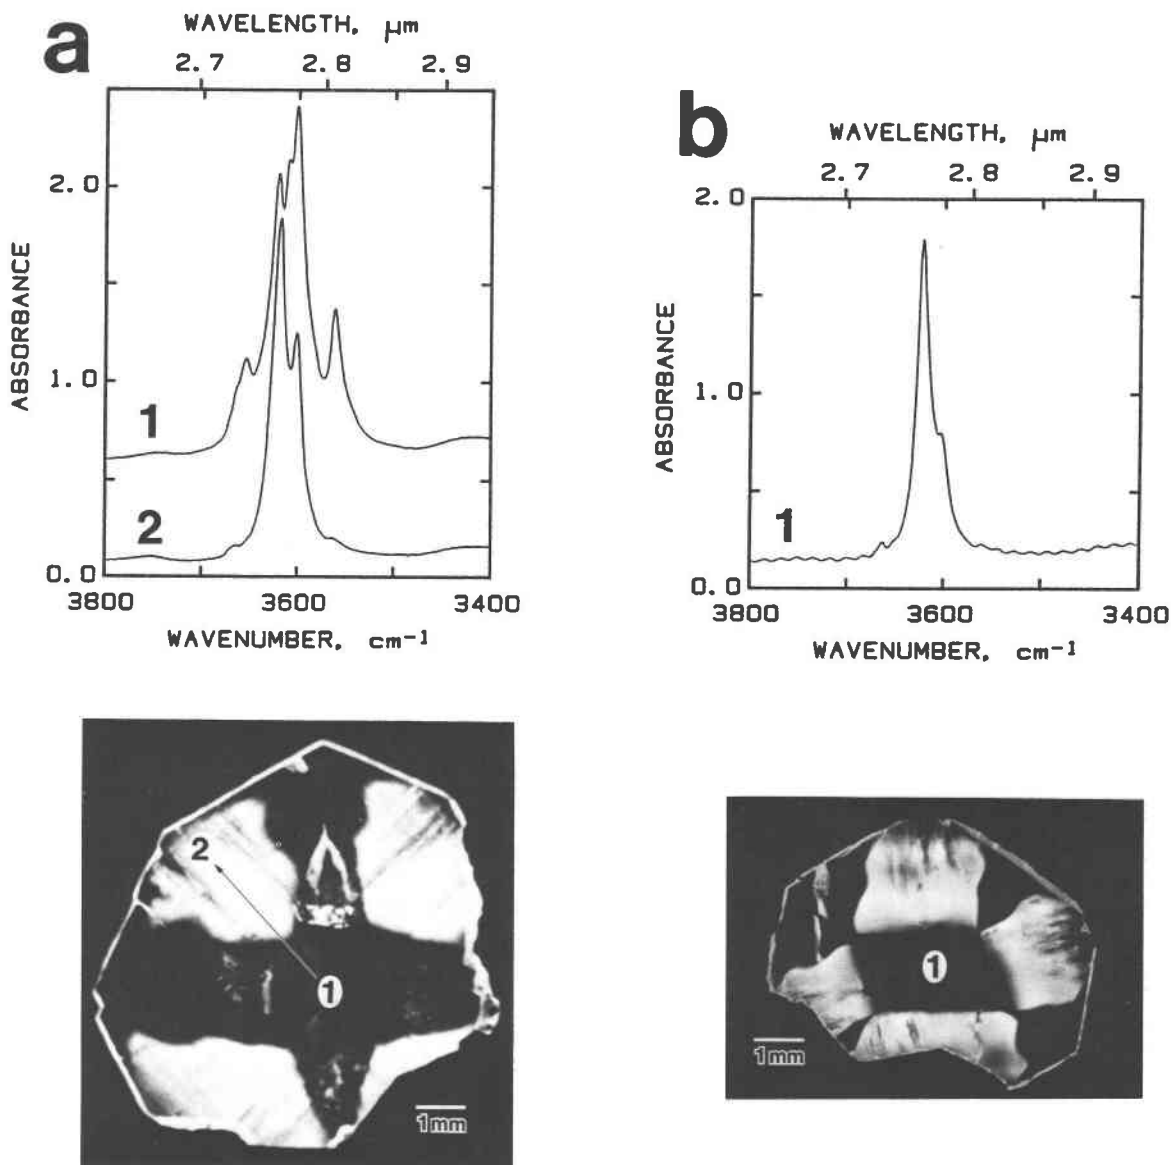 a
WAVELENGTH, μm
2.7 2.8 2.9
2.0
1.0
0.0
ABSORBANCE
1
2
3800 3600 3400
WAVENUMBER, cm-1
b
WAVELENGTH, μm
2.7 2.8 2.9
2.0
1.0
0.0
ABSORBANCE
1
3800 3600 3400
WAVENUMBER, cm-1
2
1
1mm
1
1mm